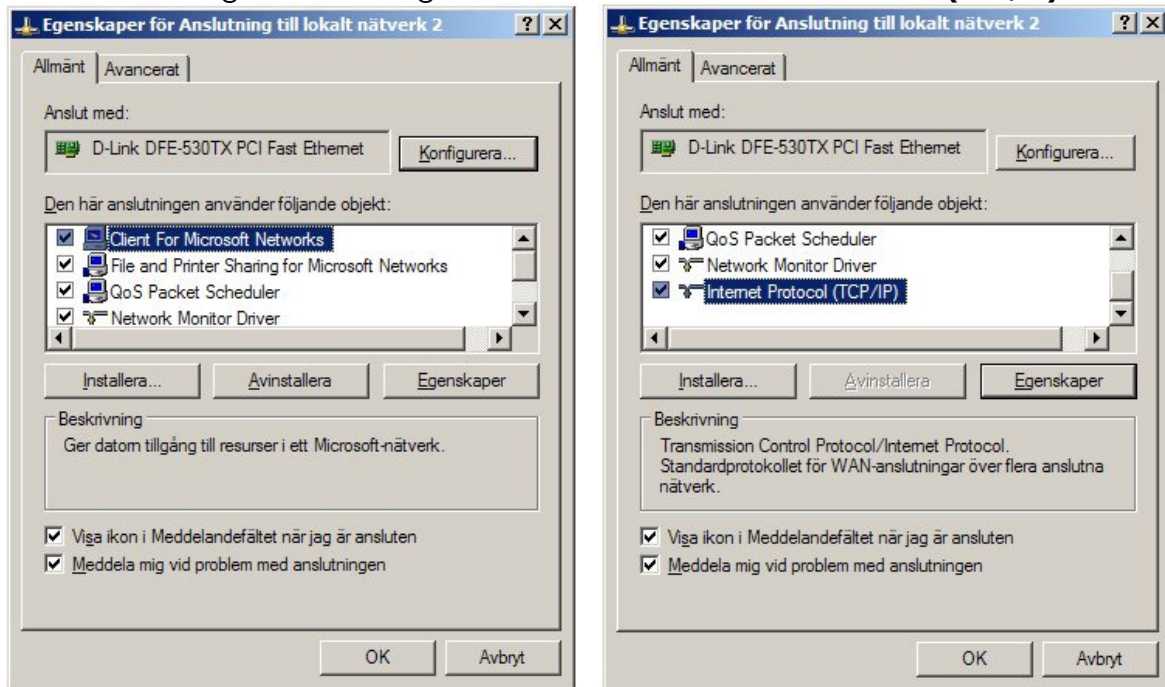 Egenskaper för Anslutning till lokalt nätverk 2
Allmänt Avancerat
Anslut med:
D-Link DFE-530TX PCI Fast Ethernet Konfigurera...
Den här anslutningen använder följande objekt:
Client For Microsoft Networks
File and Printer Sharing for Microsoft Networks
QoS Packet Scheduler
Network Monitor Driver
Installera... Avinstallera Egenskaper
Beskrivning
Ger datorn tillgång till resurser i ett Microsoft-nätverk.
Visa ikon i Meddelandefältet när jag är ansluten
Meddela mig vid problem med anslutningen
OK Avbryt
Egenskaper för Anslutning till lokalt nätverk 2
Allmänt Avancerat
Anslut med:
D-Link DFE-530TX PCI Fast Ethernet Konfigurera...
Den här anslutningen använder följande objekt:
QoS Packet Scheduler
Network Monitor Driver
Internet Protocol (TCP/IP)
Installera... Avinstallera Egenskaper
Beskrivning
Transmission Control Protocol/Internet Protocol.
Standardprotokollet för WAN-anslutningar över flera anslutna
nätverk.
Visa ikon i Meddelandefältet när jag är ansluten
Meddela mig vid problem med anslutningen
OK Avbryt